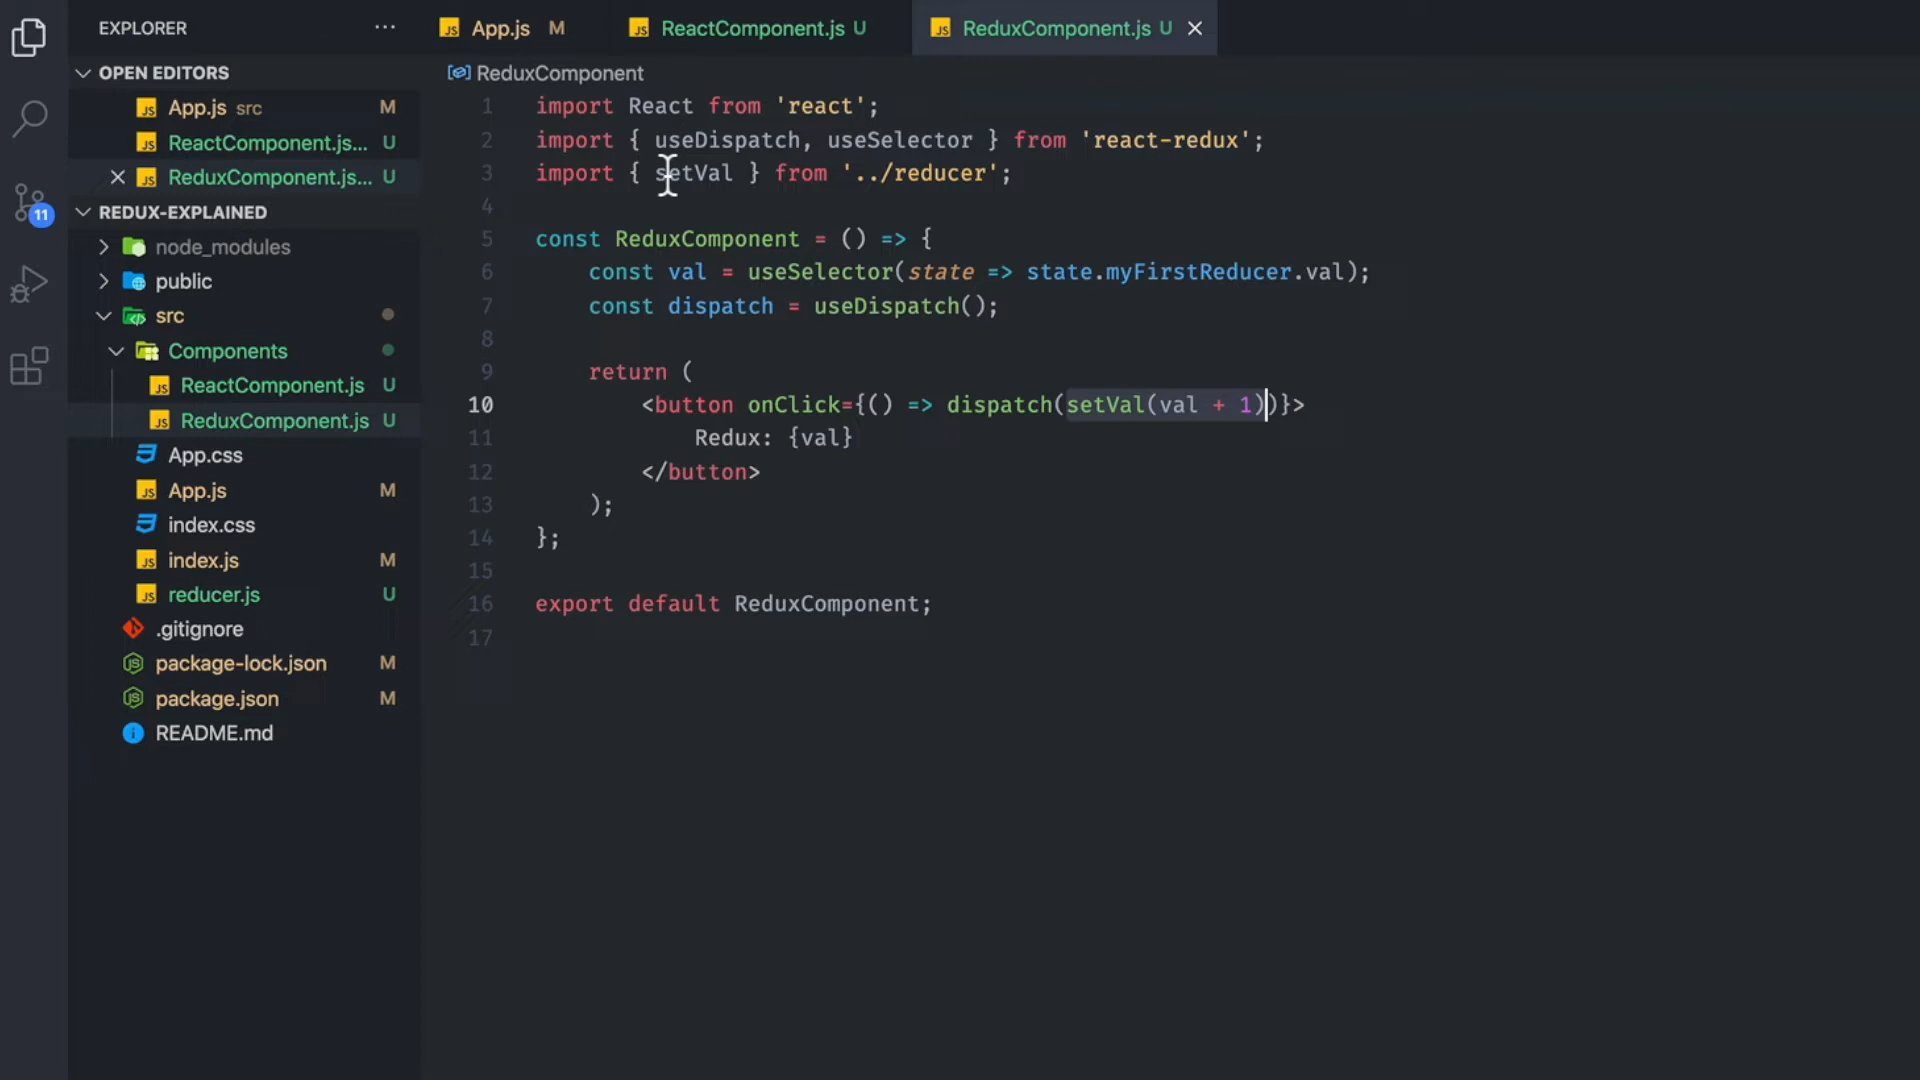 EXPLORER
OPEN EDITORS
App.js src M
ReactComponent.js... U
ReduxComponent.js... U
REDUX-EXPLAINED
node_modules
public
src
Components
ReactComponent.js U
ReduxComponent.js U
App.css
App.js M
index.css
index.js M
reducer.js U
.gitignore
package-lock.json M
package.json M
README.md
11
App.js M
ReactComponent.js U
ReduxComponent.js U
ReduxComponent
1 import React from 'react';
2 import { useDispatch, useSelector } from 'react-redux';
3 import { setVal } from '../reducer';
4
5 const ReduxComponent = () => {
6 const val = useSelector(state => state.myFirstReducer.val);
7 const dispatch = useDispatch();
8
9 return (
10 <button onClick={() => dispatch(setVal(val + 1))}>
11 Redux: {val}
12 </button>
13 );
14 };
15
16 export default ReduxComponent;
17